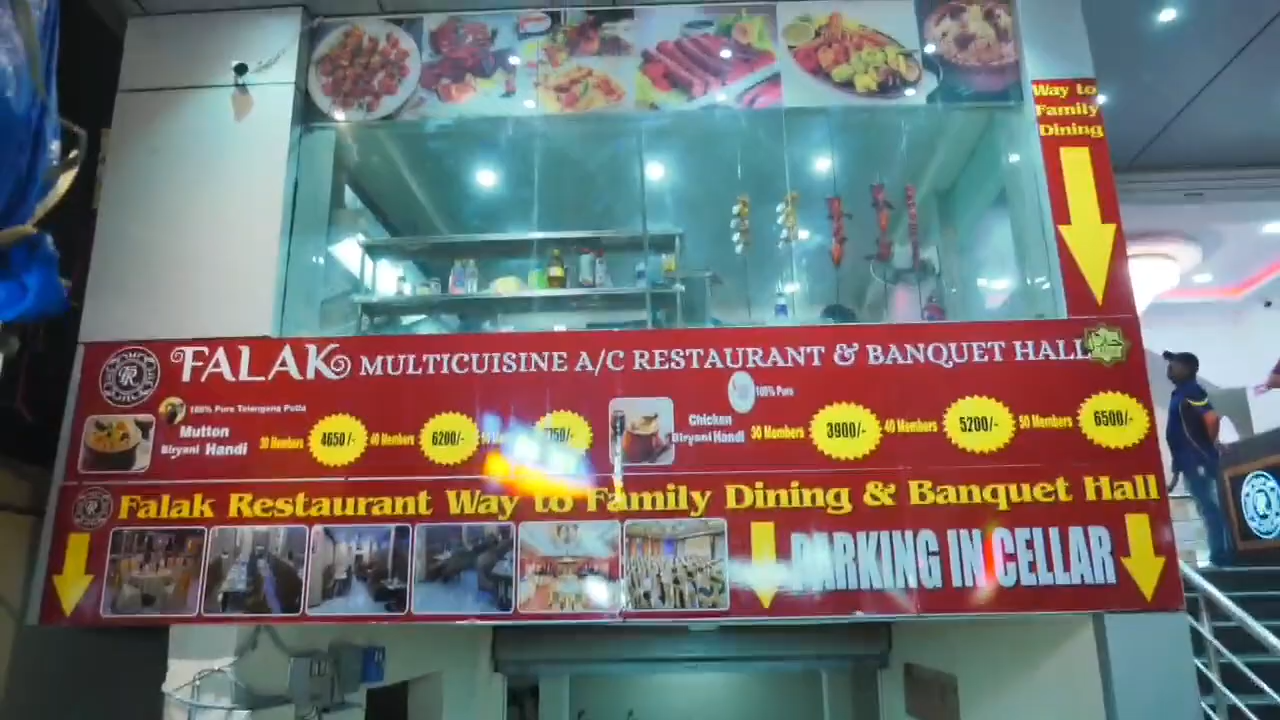 Way to
Family
Dining
FALAK MULTICUISINE A/C RESTAURANT & BANQUET HALL
100% Pure Telangana Potla
Mutton
Biryani Handi
30 Members 4650/- 40 Members 6200/-
100% Pure
Chicken
Biryani Handi
30 Members 3900/- 40 Members 5200/- 50 Members 6500/-
Falak Restaurant Way to Family Dining & Banquet Hall
PARKING IN CELLAR